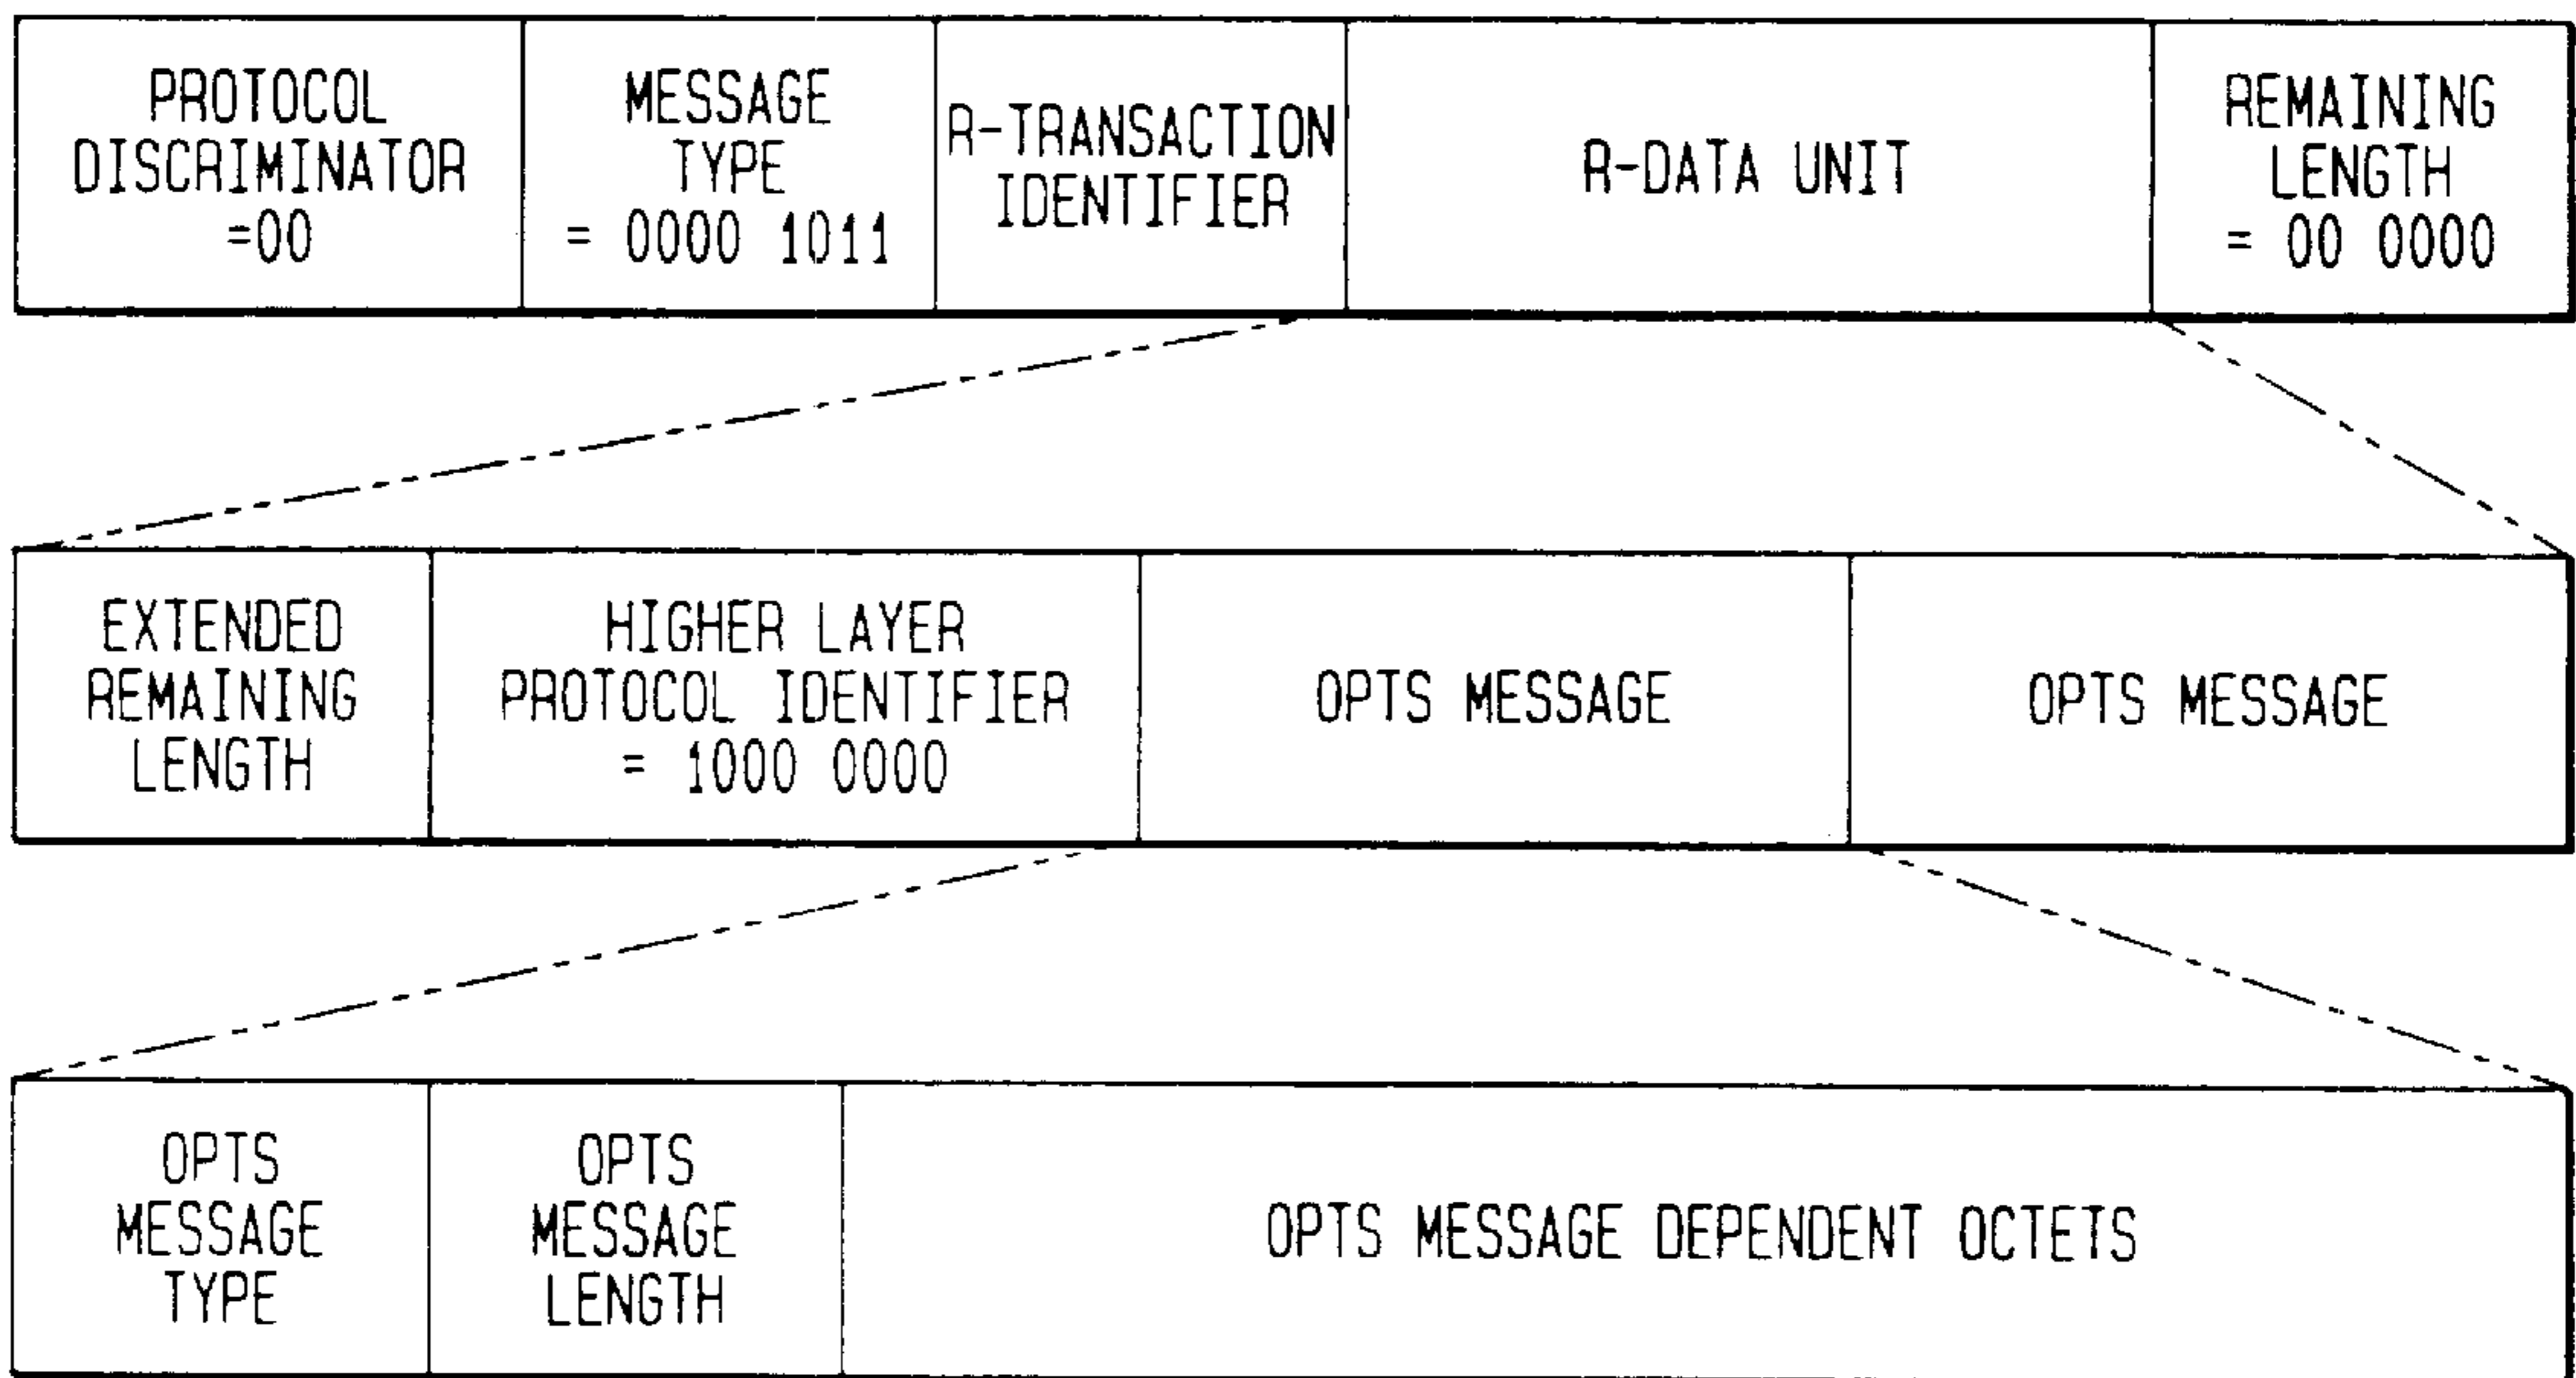 PROTOCOL
DISCRIMINATOR
=00
MESSAGE
TYPE
= 0000 1011
R-TRANSACTION
IDENTIFIER
R-DATA UNIT
REMAINING
LENGTH
= 00 0000
EXTENDED
REMAINING
LENGTH
HIGHER LAYER
PROTOCOL IDENTIFIER
= 1000 0000
OPTS MESSAGE
OPTS MESSAGE
OPTS
MESSAGE
TYPE
OPTS
MESSAGE
LENGTH
OPTS MESSAGE DEPENDENT OCTETS